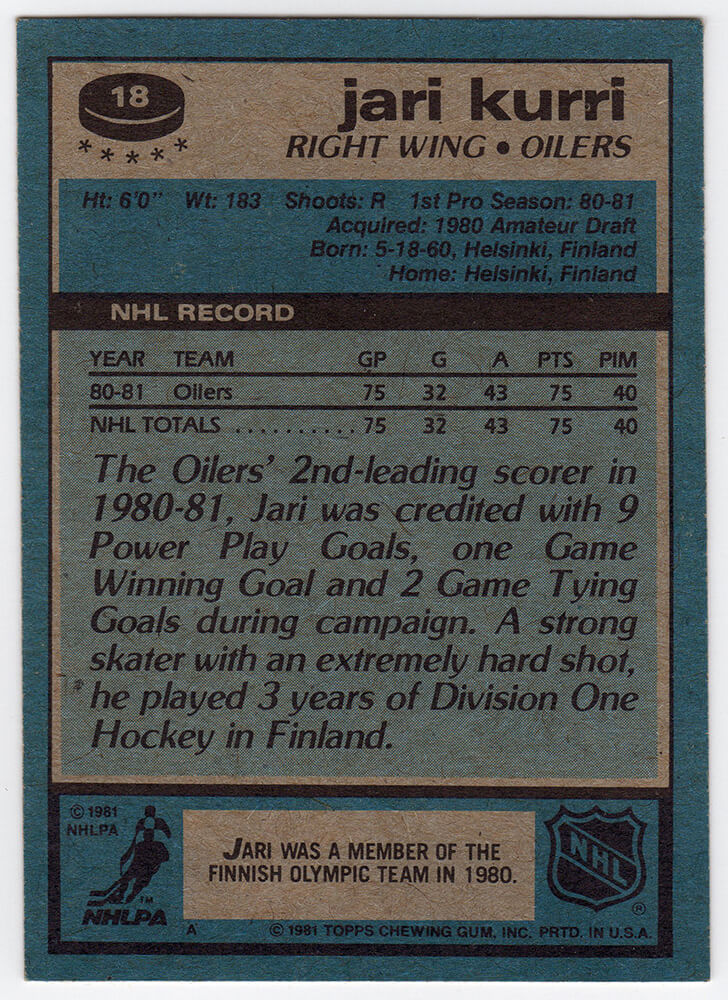 18
jari kurri
RIGHT WING • OILERS
* * * * *
Ht: 6'0" Wt: 183 Shoots: R 1st Pro Season: 80-81
Acquired: 1980 Amateur Draft
Born: 5-18-60, Helsinki, Finland
Home: Helsinki, Finland
NHL RECORD
YEAR TEAM GP G A PTS PIM
80-81 Oilers 75 32 43 75 40
NHL TOTALS .......... 75 32 43 75 40
The Oilers' 2nd-leading scorer in
1980-81, Jari was credited with 9
Power Play Goals, one Game
Winning Goal and 2 Game Tying
Goals during campaign. A strong
skater with an extremely hard shot,
he played 3 years of Division One
Hockey in Finland.
© 1981
NHLPA
TM
NHLPA
JARI WAS A MEMBER OF THE
FINNISH OLYMPIC TEAM IN 1980.
NHL
®
A © 1981 TOPPS CHEWING GUM, INC. PRTD. IN U.S.A.